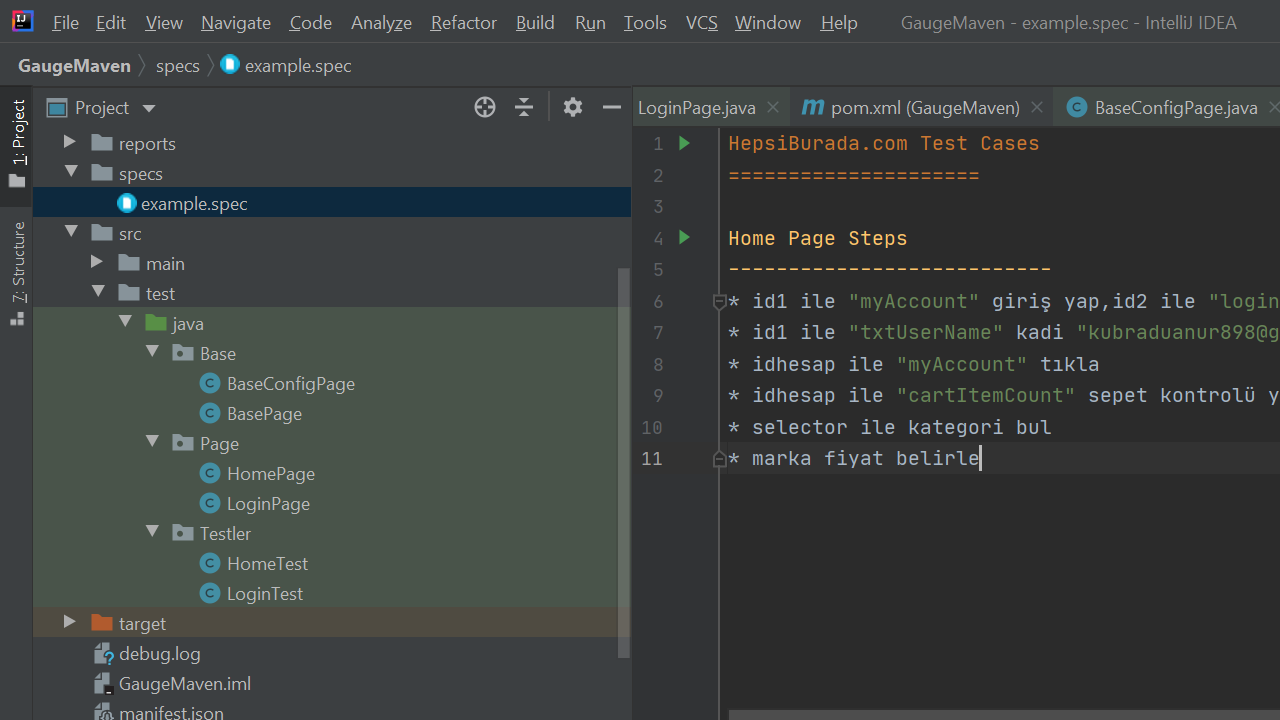 File Edit View Navigate Code Analyze Refactor Build Run Tools VCS Window Help GaugeMaven - example.spec - IntelliJ IDEA
GaugeMaven specs example.spec
1: Project
7: Structure
Project
reports
specs
example.spec
src
main
test
java
Base
BaseConfigPage
BasePage
Page
HomePage
LoginPage
Testler
HomeTest
LoginTest
target
debug.log
GaugeMaven.iml
manifest.json
LoginPage.java pom.xml (GaugeMaven) BaseConfigPage.java
1 HepsiBurada.com Test Cases
2 =====================
3
4 Home Page Steps
5 ---------------------------
6 * id1 ile "myAccount" giriş yap,id2 ile "login
7 * id1 ile "txtUserName" kadi "kubraduanur898@g
8 * idhesap ile "myAccount" tıkla
9 * idhesap ile "cartItemCount" sepet kontrolü y
10 * selector ile kategori bul
11 * marka fiyat belirle